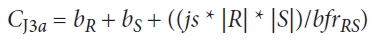 C_J3a = b_R + b_S + ((js * |R| * |S|)/bfr_RS)